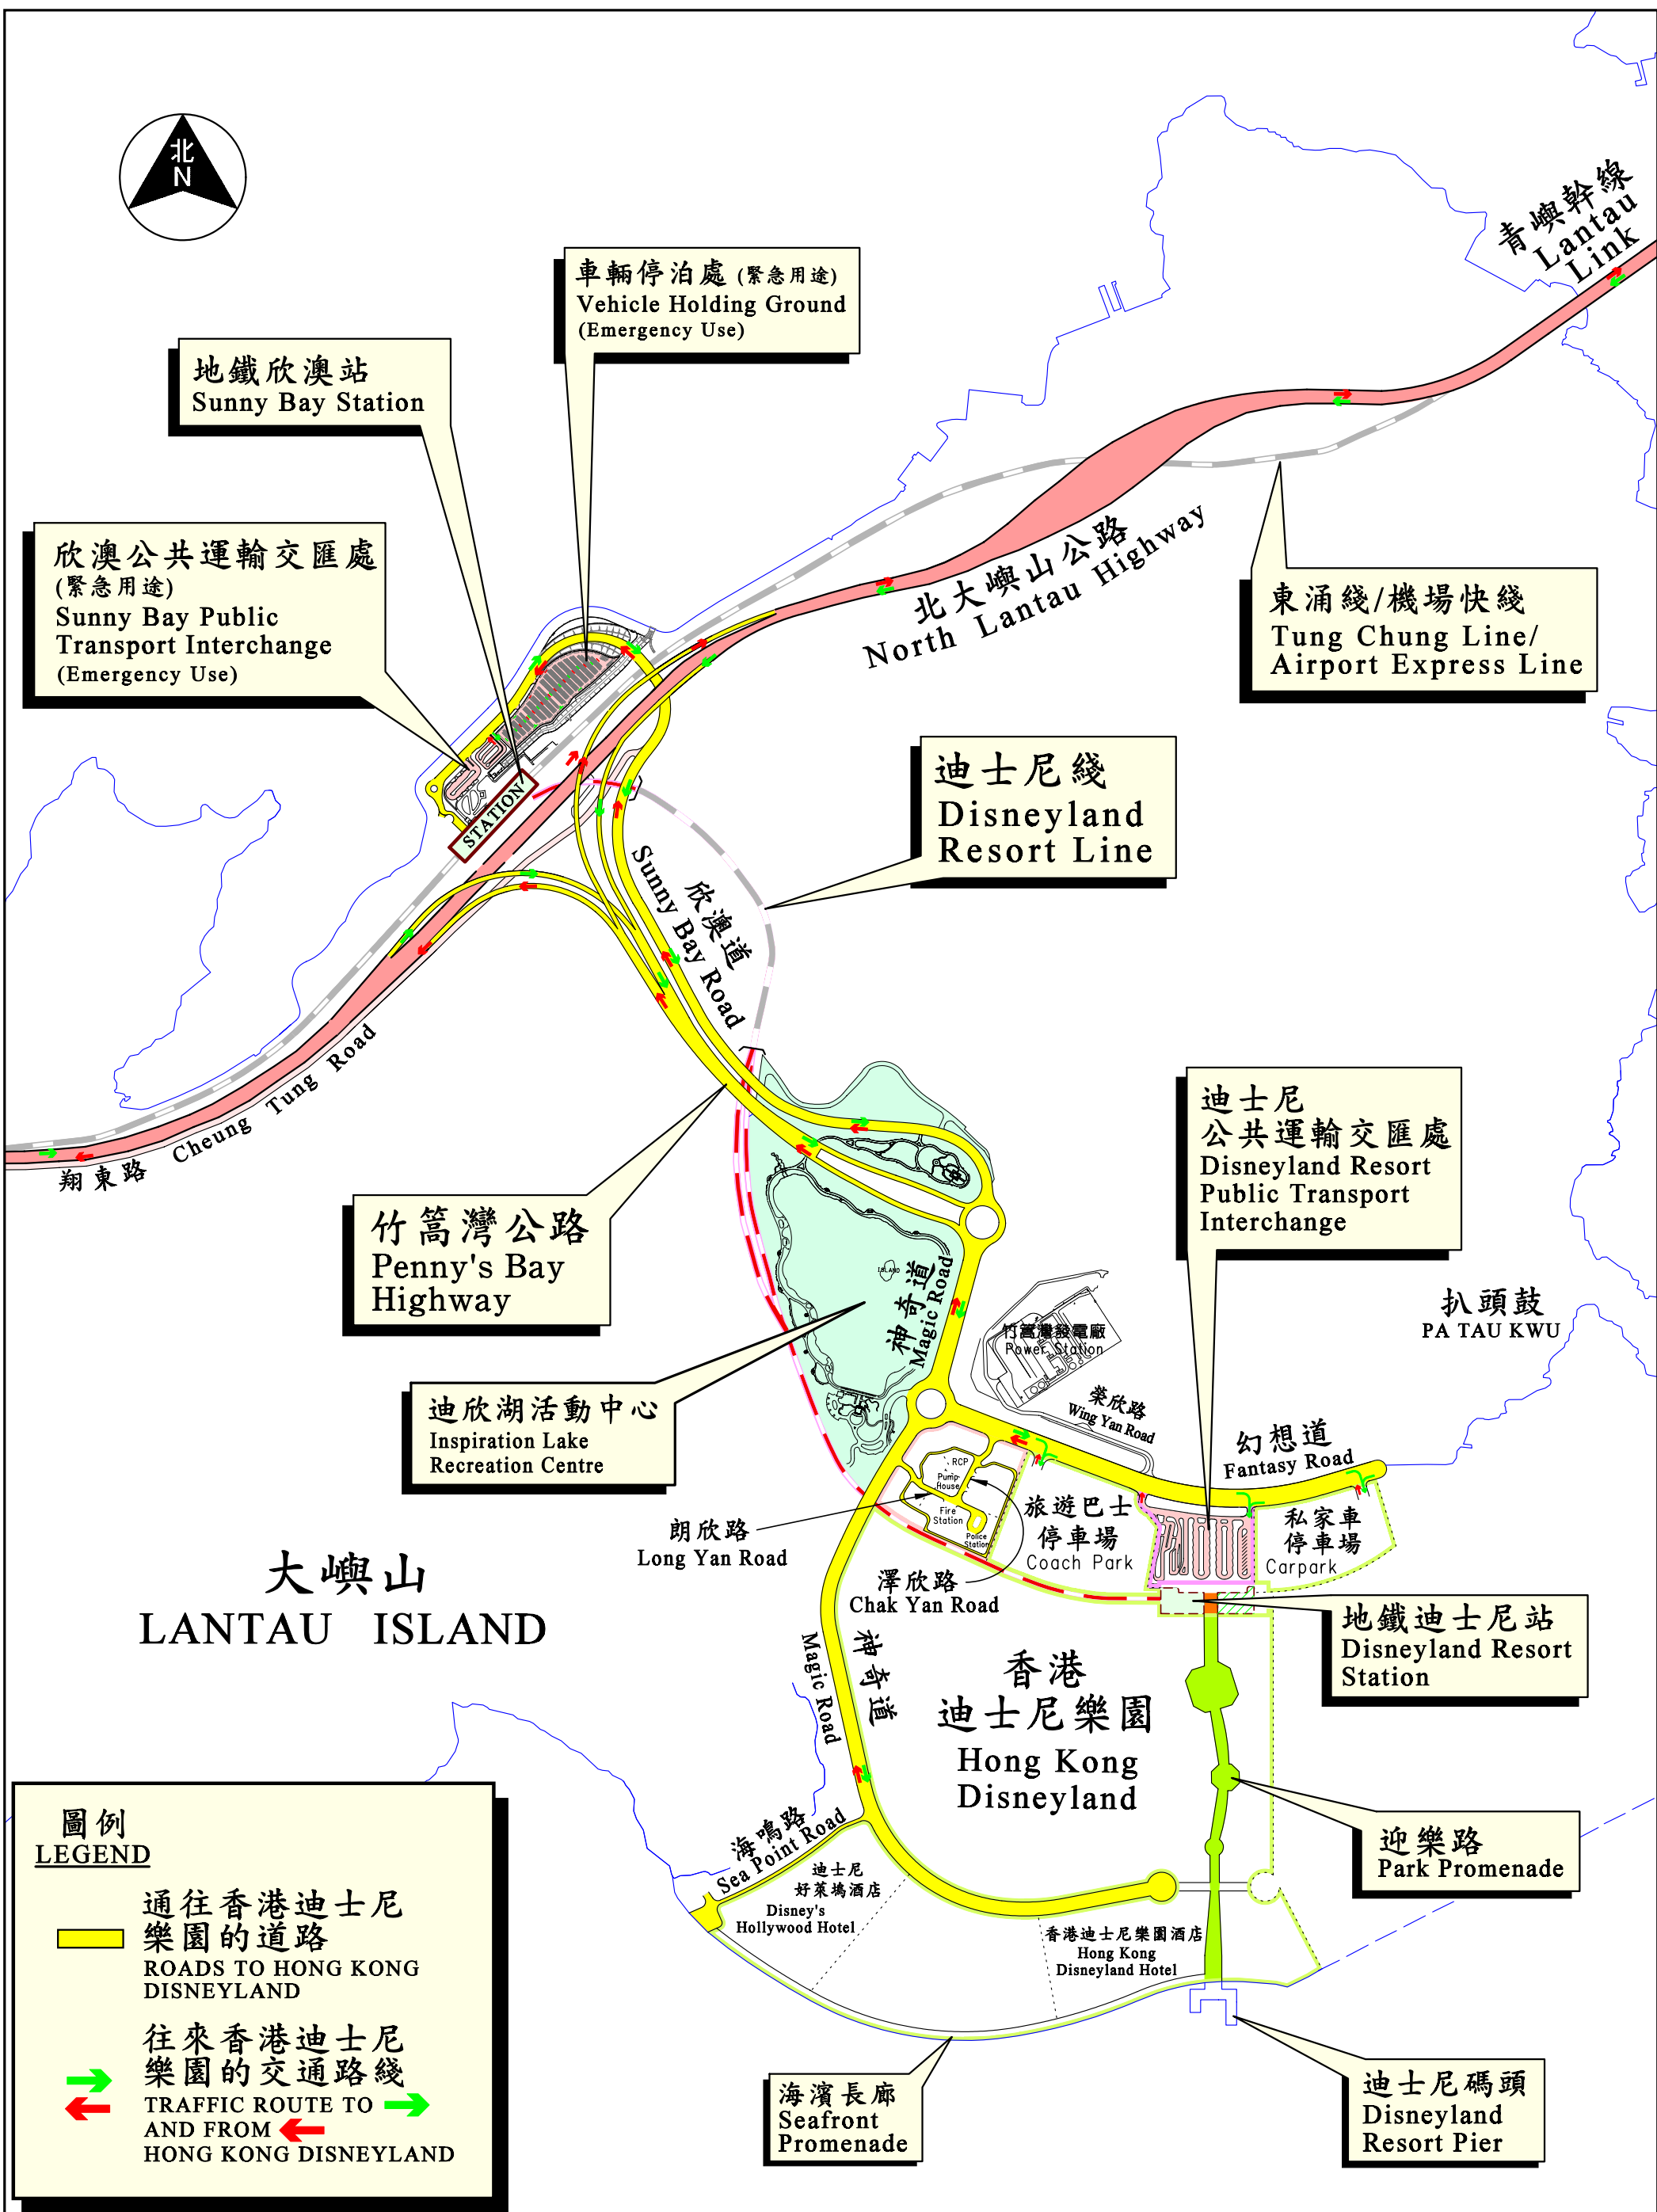 北
N
青嶼幹線
Lantau
Link
車輛停泊處 (緊急用途)
Vehicle Holding Ground
(Emergency Use)
地鐵欣澳站
Sunny Bay Station
欣澳公共運輸交匯處
(緊急用途)
Sunny Bay Public
Transport Interchange
(Emergency Use)
北大嶼山公路
North Lantau Highway
東涌綫/機場快綫
Tung Chung Line/
Airport Express Line
迪士尼綫
Disneyland
Resort Line
STATION
欣澳道
Sunny Bay Road
翔東路 Cheung Tung Road
迪士尼
公共運輸交匯處
Disneyland Resort
Public Transport
Interchange
竹篙灣公路
Penny's Bay
Highway
ISLAND
神奇道
Magic Road
竹篙灣發電廠
Power Station
扒頭鼓
PA TAU KWU
迪欣湖活動中心
Inspiration Lake
Recreation Centre
榮欣路
Wing Yan Road
幻想道
Fantasy Road
RCP
Pump
House
Fire
Station
Police
Station
朗欣路
Long Yan Road
旅遊巴士
停車場
Coach Park
私家車
停車場
Carpark
澤欣路
Chak Yan Road
大嶼山
LANTAU ISLAND
地鐵迪士尼站
Disneyland Resort
Station
神奇道
Magic Road
香港
迪士尼樂園
Hong Kong
Disneyland
海鳴路
Sea Point Road
迎樂路
Park Promenade
迪士尼
好萊塢酒店
Disney's
Hollywood Hotel
香港迪士尼樂園酒店
Hong Kong
Disneyland Hotel
海濱長廊
Seafront
Promenade
迪士尼碼頭
Disneyland
Resort Pier
圖例
LEGEND
通往香港迪士尼
樂園的道路
ROADS TO HONG KONG
DISNEYLAND
往來香港迪士尼
樂園的交通路綫
TRAFFIC ROUTE TO
AND FROM
HONG KONG DISNEYLAND